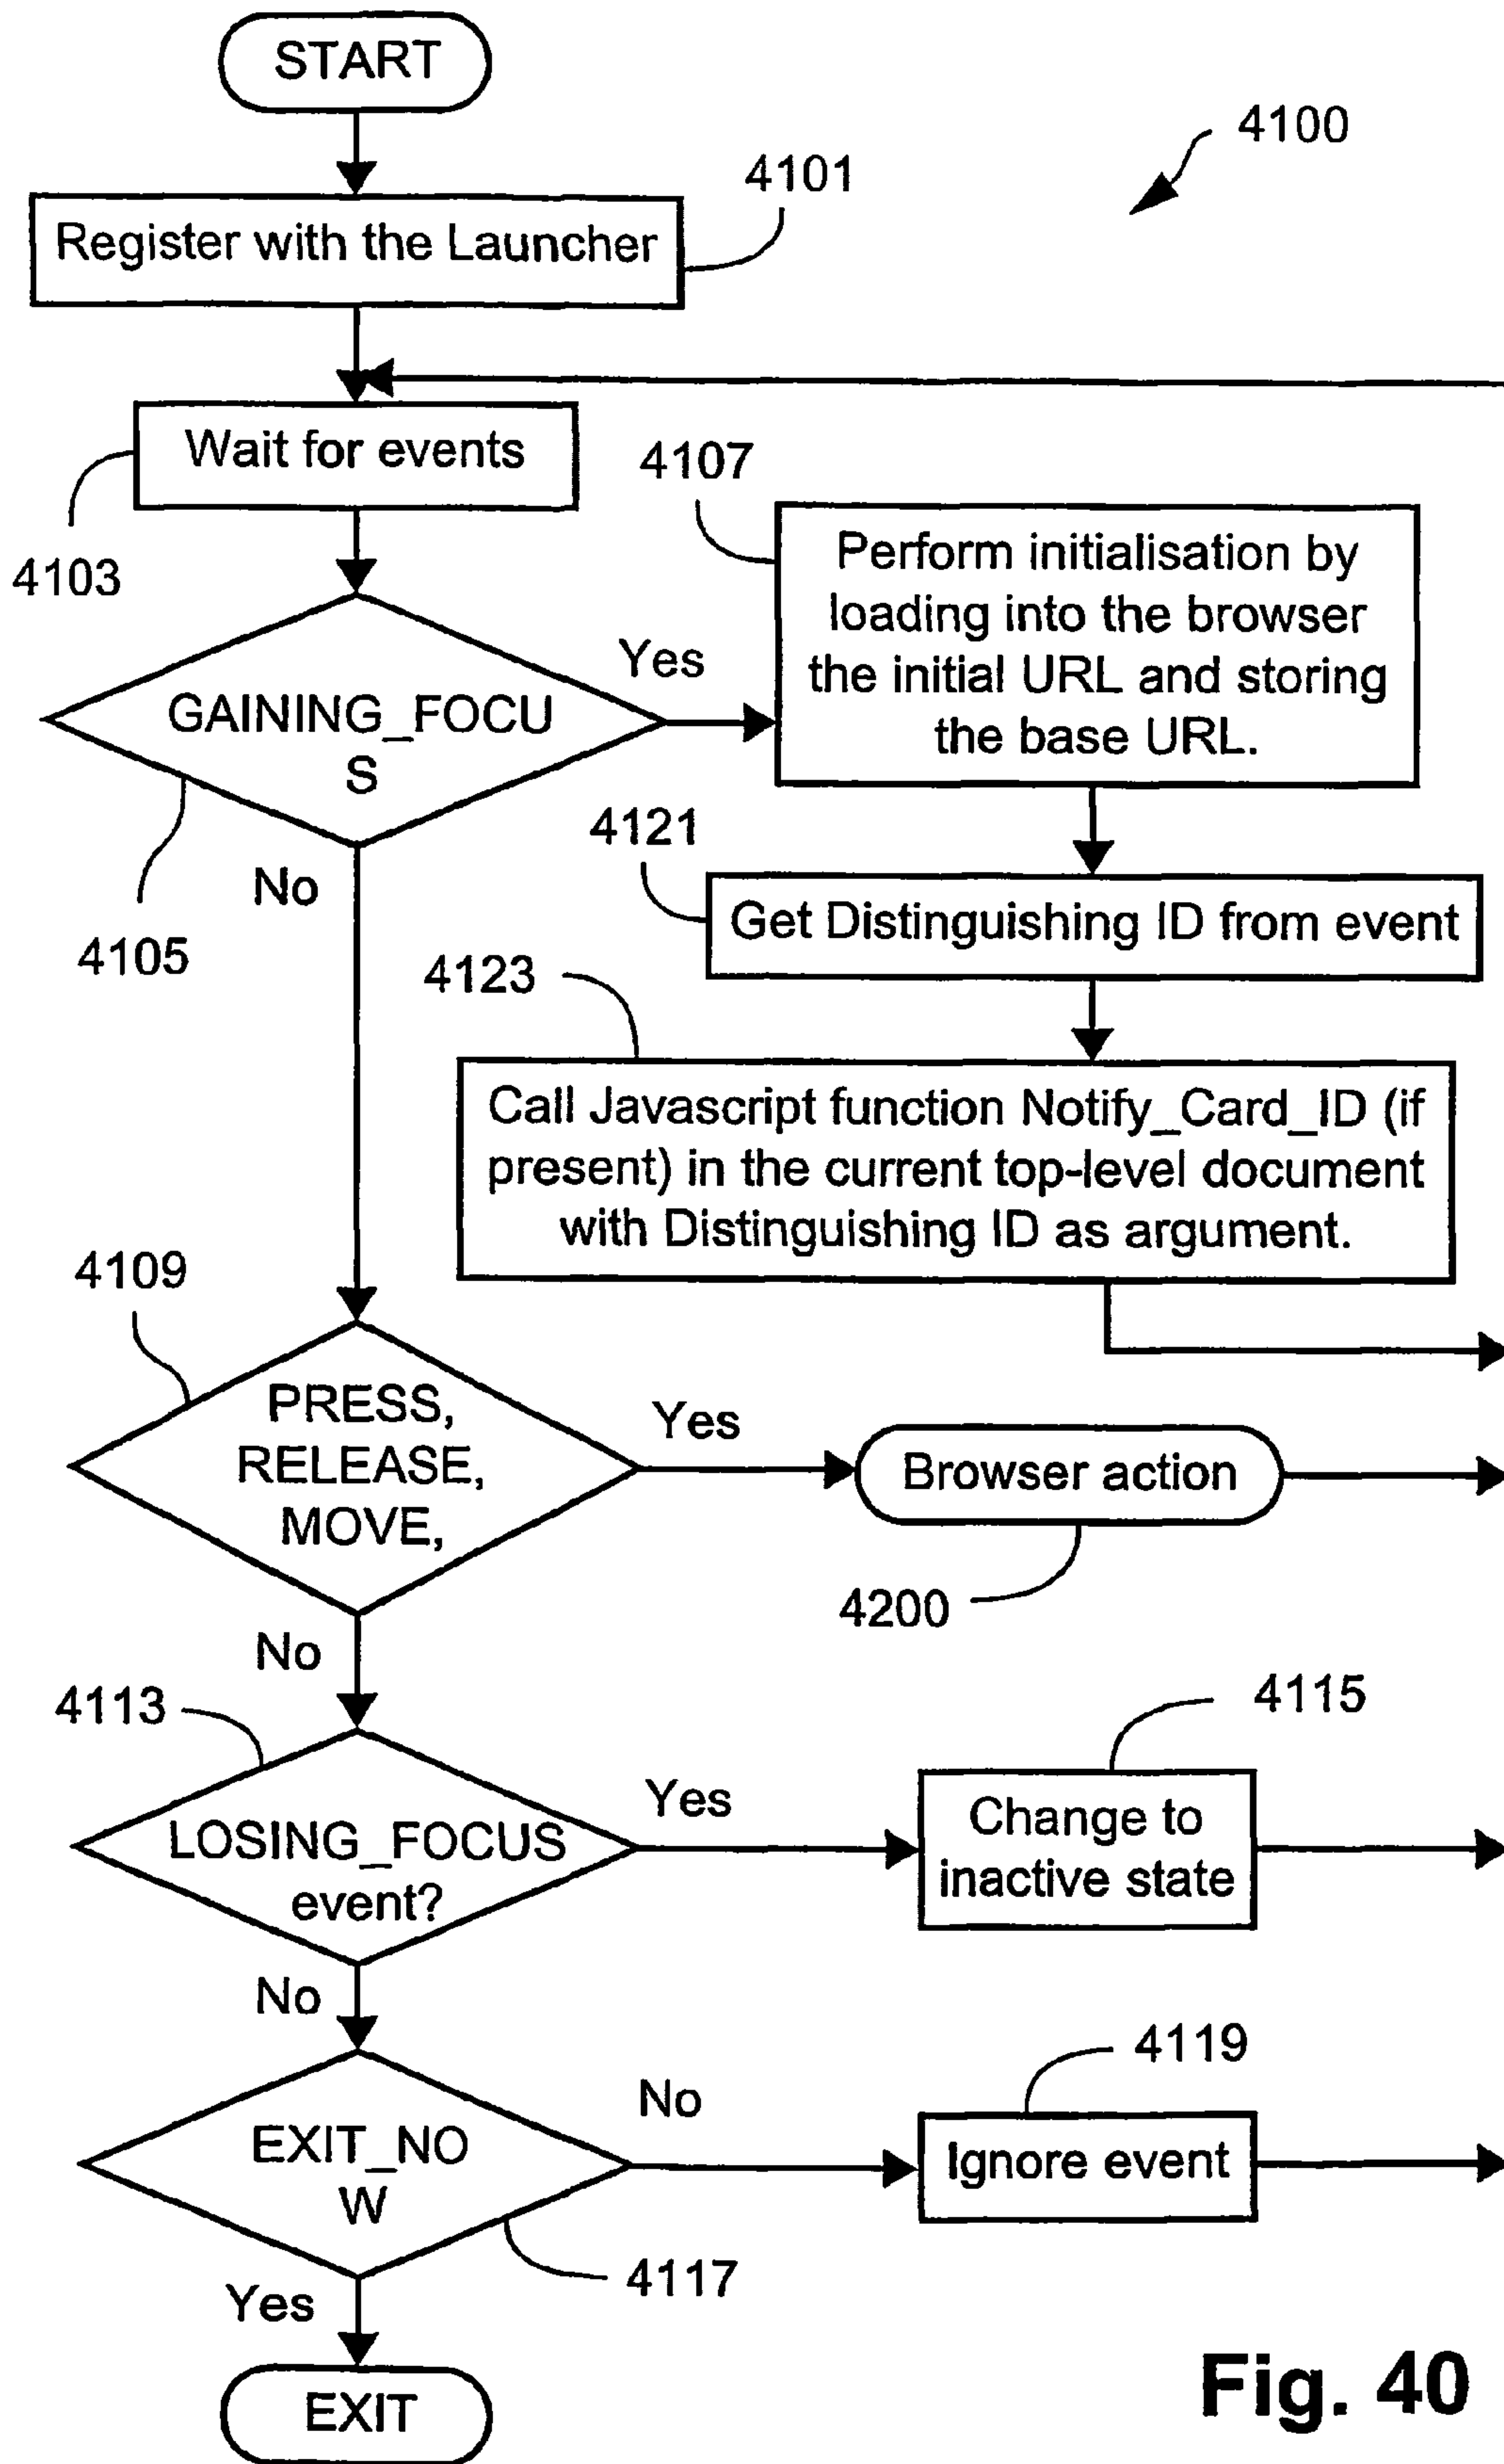 START
4100
4101
Register with the Launcher
Wait for events
4103
4107
Perform initialisation by
loading into the browser
the initial URL and storing
the base URL.
GAINING_FOCU
S
Yes
4105
No
4121
Get Distinguishing ID from event
4123
Call Javascript function Notify_Card_ID (if
present) in the current top-level document
with Distinguishing ID as argument.
4109
PRESS,
RELEASE,
MOVE,
Yes
Browser action
4200
No
4113
LOSING_FOCUS
event?
Yes
4115
Change to
inactive state
No
EXIT_NO
W
No
4119
Ignore event
4117
Yes
EXIT
Fig. 40